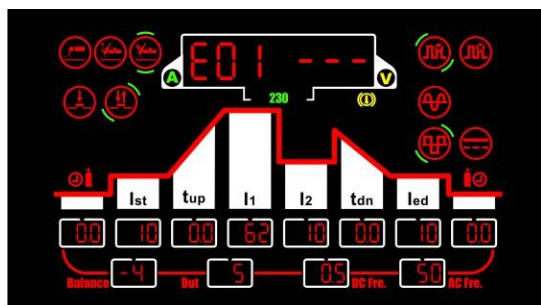 E01 ---
A V
230
Ist tup I1 I2 tdn Ied
0.0 10 0.0 62 10 0.0 10 0.0
Balance -4 Dut 5 0.5 DC Fre. 50 AC Fre.